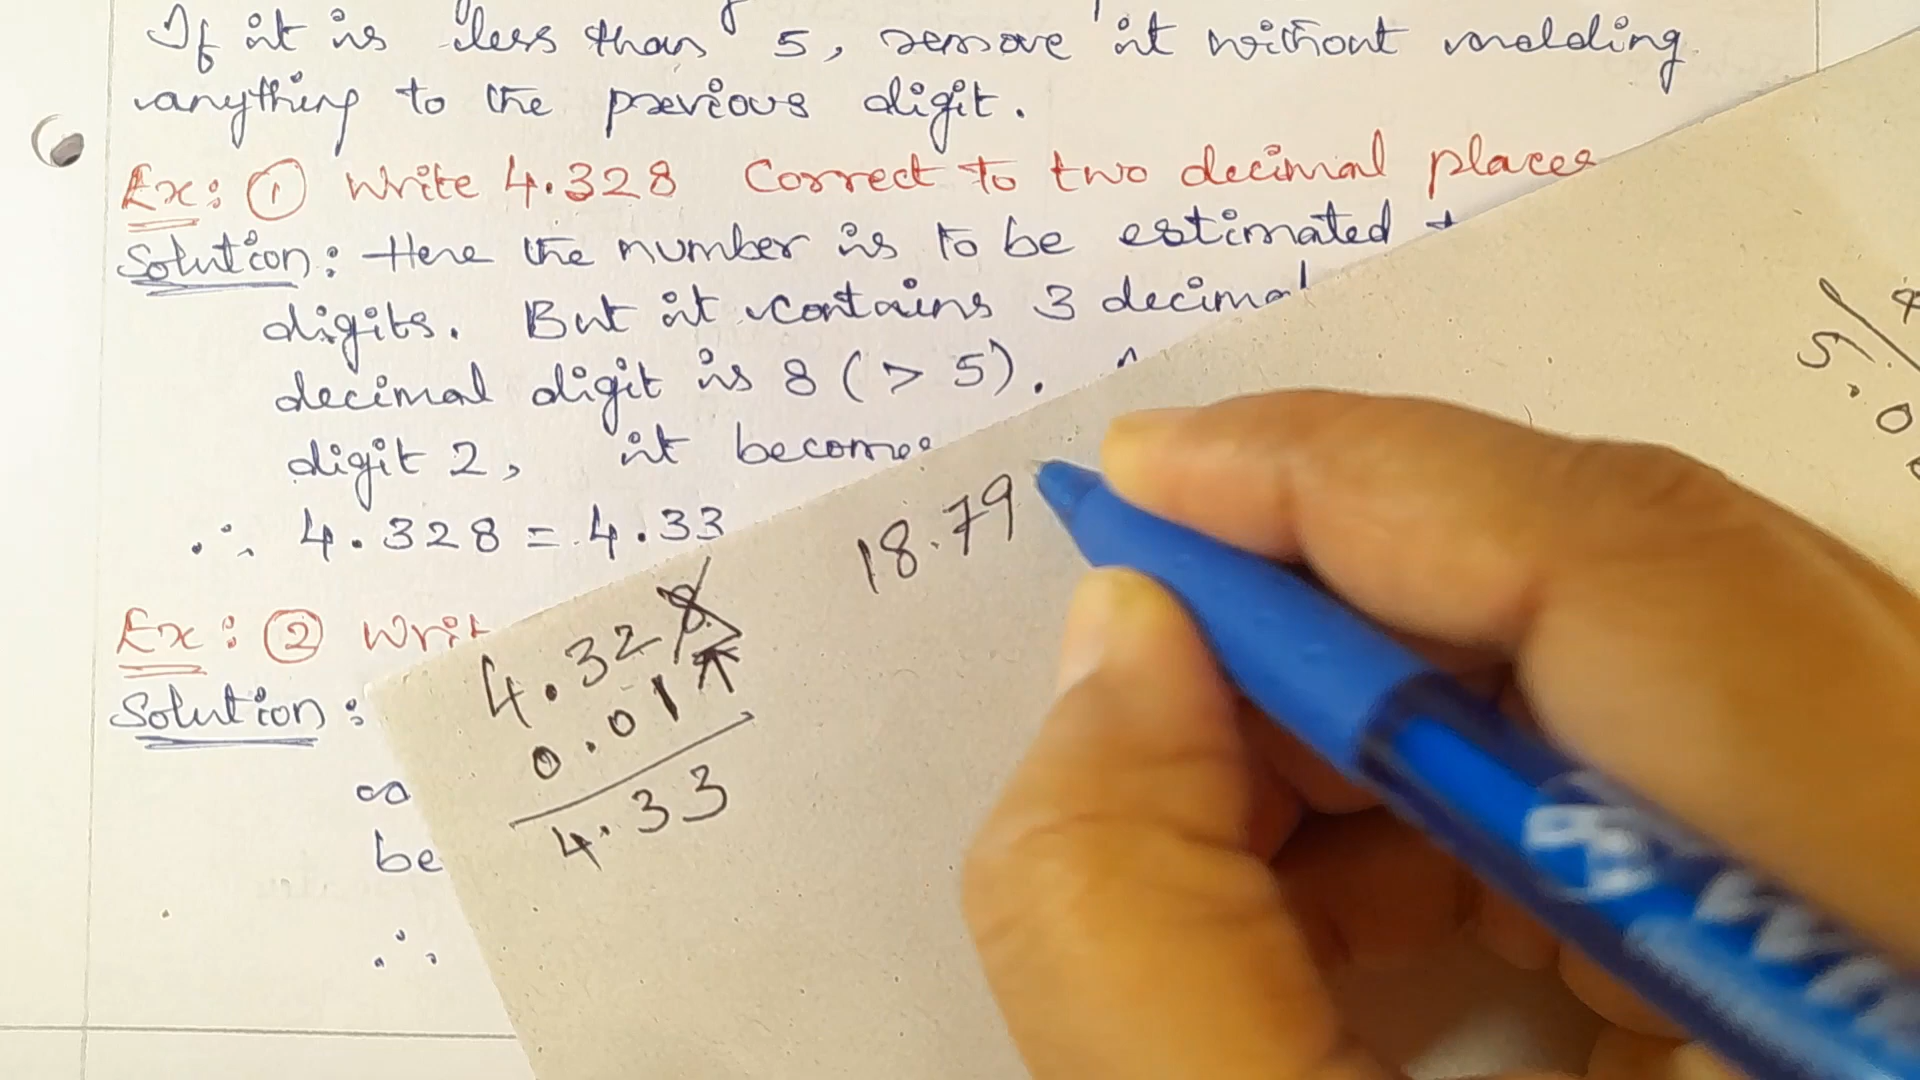 If it is less than 5, remove it without adding
anything to the previous digit.
Ex: ① Write 4.328 Correct to two decimal places
Solution: Here the number is to be estimated
digits. But it contains 3 decimal
decimal digit is 8 (> 5).
digit 2, it becomes
∴ 4.328 = 4.33
Ex: ② Writ
Solution:
be
∴
4.328
0.01
4.33
18.79
5.0